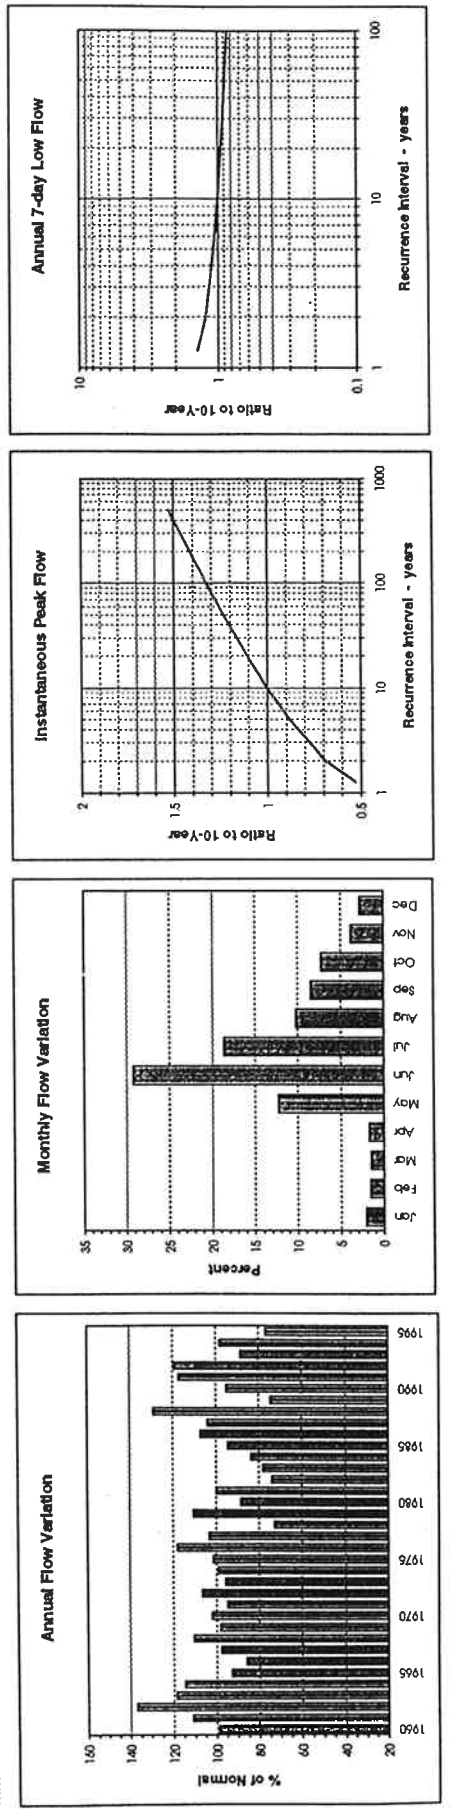 Annual Flow Variation
% of Normal
160
140
120
100
80
60
40
20
1960
1965
1970
1975
1980
1985
1990
1995
Monthly Flow Variation
Percent
35
30
25
20
15
10
5
0
Jan
Feb
Mar
Apr
May
Jun
Jul
Aug
Sep
Oct
Nov
Dec
Instantaneous Peak Flow
Ratio to 10-Year
2
1.5
1
0.5
1
10
100
1000
Recurrence Interval - years
Annual 7-day Low Flow
Ratio to 10-Year
10
1
0.1
1
10
100
Recurrence Interval - years